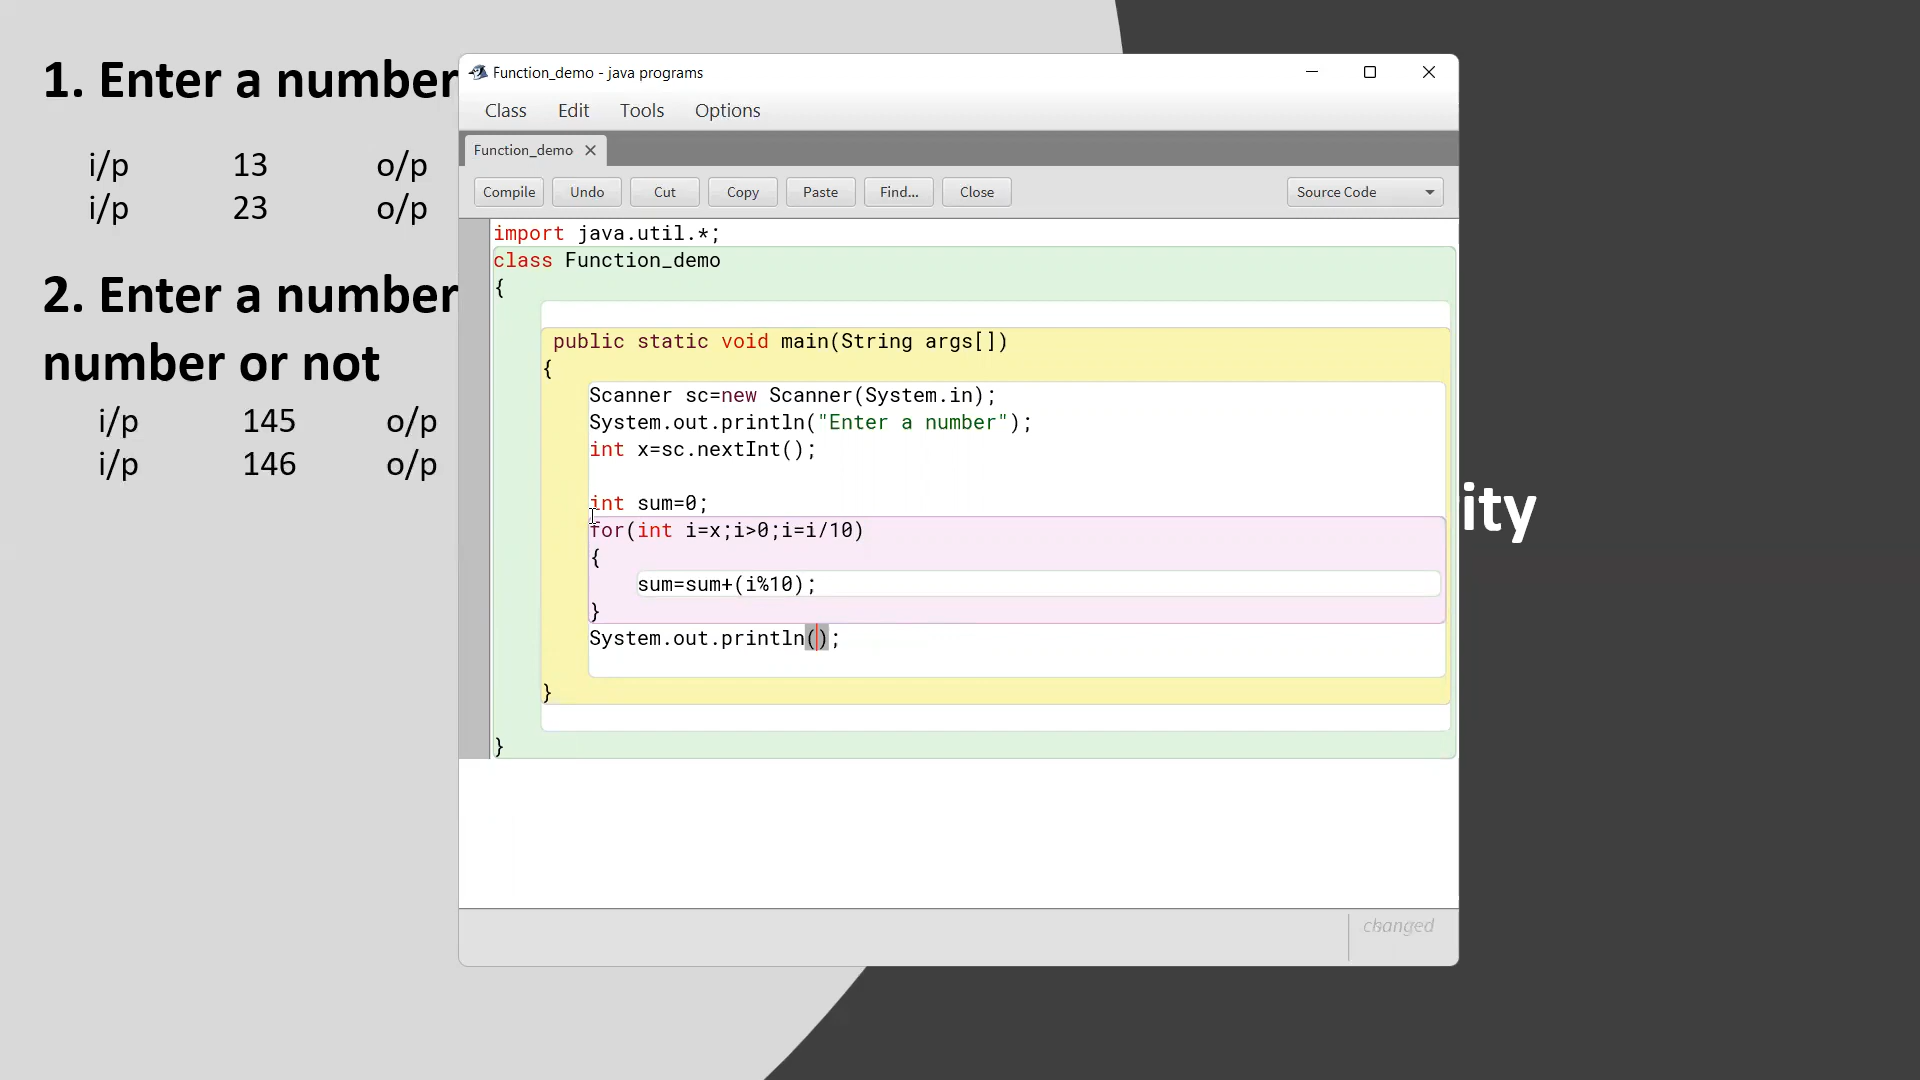 1. Enter a number
i/p 13 o/p
i/p 23 o/p
2. Enter a number
number or not
i/p 145 o/p
i/p 146 o/p
Function_demo - java programs
Class Edit Tools Options
Function_demo
Compile Undo Cut Copy Paste Find... Close Source Code
import java.util.*;
class Function_demo
{
public static void main(String args[])
{
Scanner sc=new Scanner(System.in);
System.out.println("Enter a number");
int x=sc.nextInt();
int sum=0;
for(int i=x;i>0;i=i/10)
{
sum=sum+(i%10);
}
System.out.println();
}
}
changed
ity